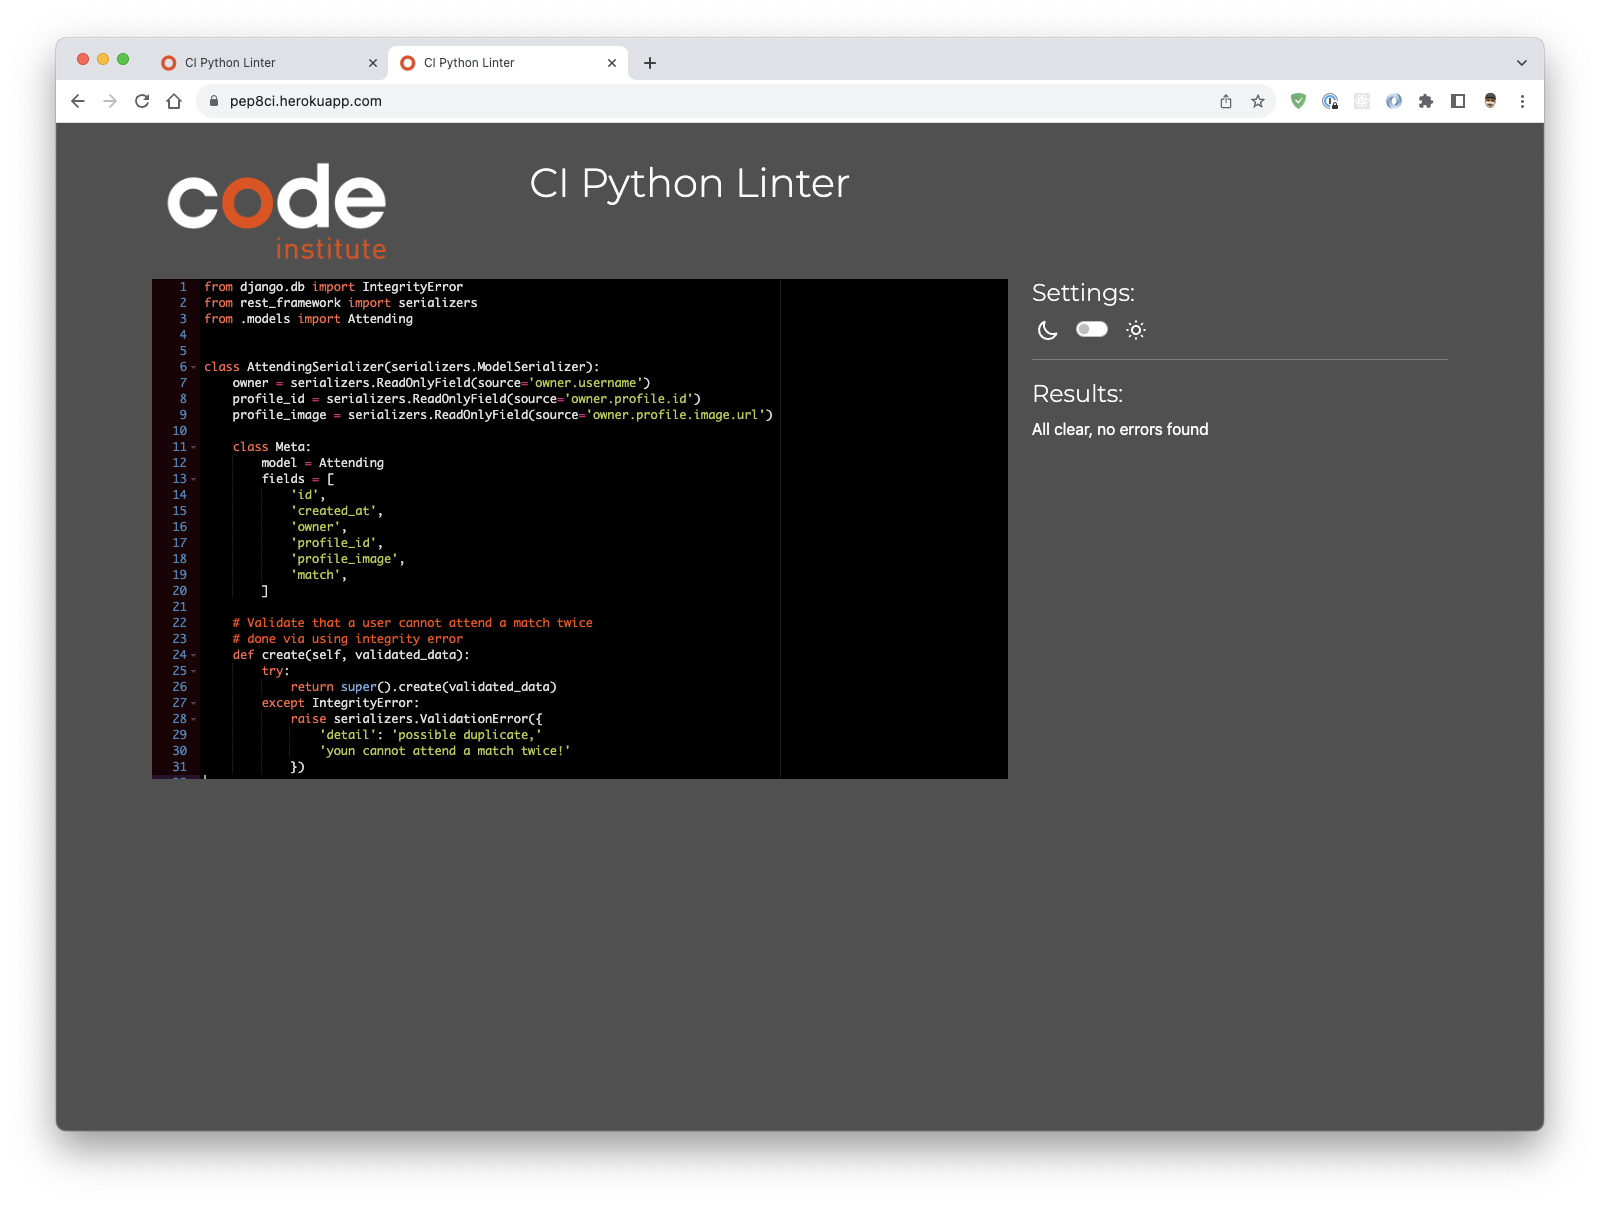 CI Python Linter
CI Python Linter
pep8ci.herokuapp.com
code
institute
CI Python Linter
1 from django.db import IntegrityError
2 from rest_framework import serializers
3 from .models import Attending
4
5
6 class AttendingSerializer(serializers.ModelSerializer):
7     owner = serializers.ReadOnlyField(source='owner.username')
8     profile_id = serializers.ReadOnlyField(source='owner.profile.id')
9     profile_image = serializers.ReadOnlyField(source='owner.profile.image.url')
10
11     class Meta:
12         model = Attending
13         fields = [
14             'id',
15             'created_at',
16             'owner',
17             'profile_id',
18             'profile_image',
19             'match',
20         ]
21
22     # Validate that a user cannot attend a match twice
23     # done via using integrity error
24     def create(self, validated_data):
25         try:
26             return super().create(validated_data)
27         except IntegrityError:
28             raise serializers.ValidationError({
29                 'detail': 'possible duplicate,'
30                 'youn cannot attend a match twice!'
31             })
Settings:
Results:
All clear, no errors found